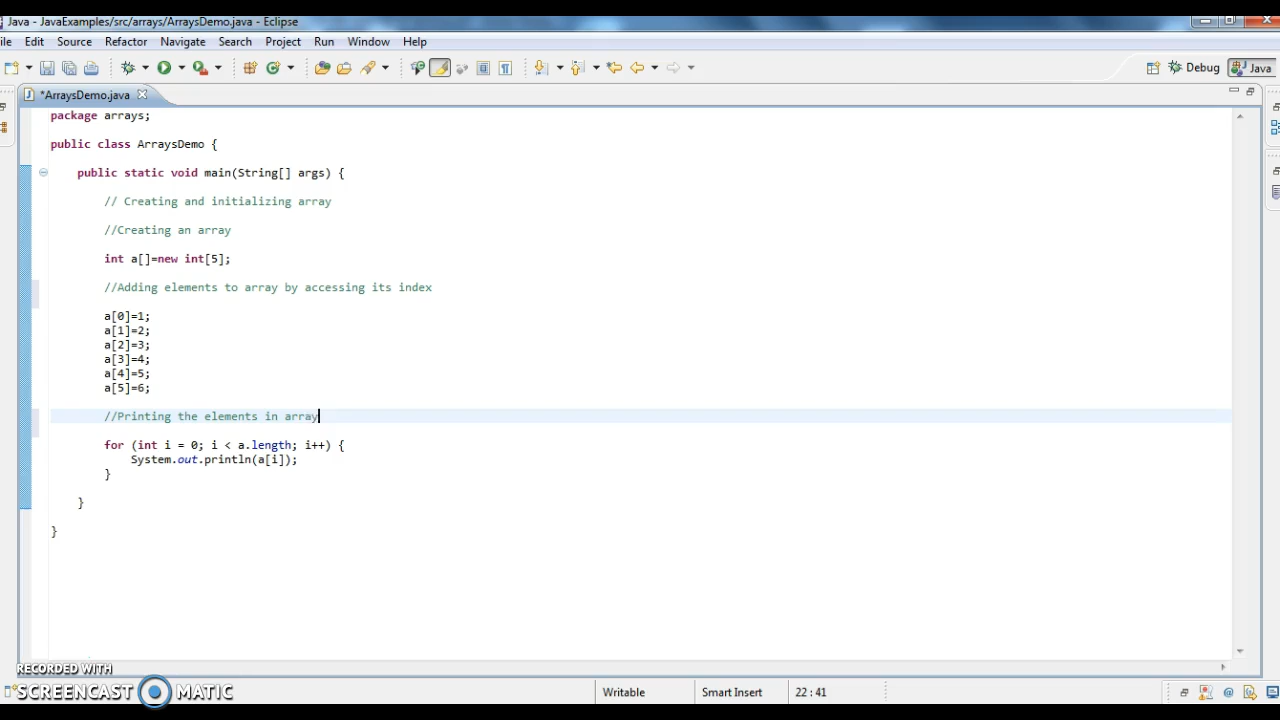 Java - JavaExamples/src/arrays/ArraysDemo.java - Eclipse
ile Edit Source Refactor Navigate Search Project Run Window Help
Debug Java
*ArraysDemo.java
package arrays;
public class ArraysDemo {
public static void main(String[] args) {
// Creating and initializing array
//Creating an array
int a[]=new int[5];
//Adding elements to array by accessing its index
a[0]=1;
a[1]=2;
a[2]=3;
a[3]=4;
a[4]=5;
a[5]=6;
//Printing the elements in array
for (int i = 0; i < a.length; i++) {
System.out.println(a[i]);
}
}
}
RECORDED WITH
SCREENCAST MATIC
Writable Smart Insert 22 : 41